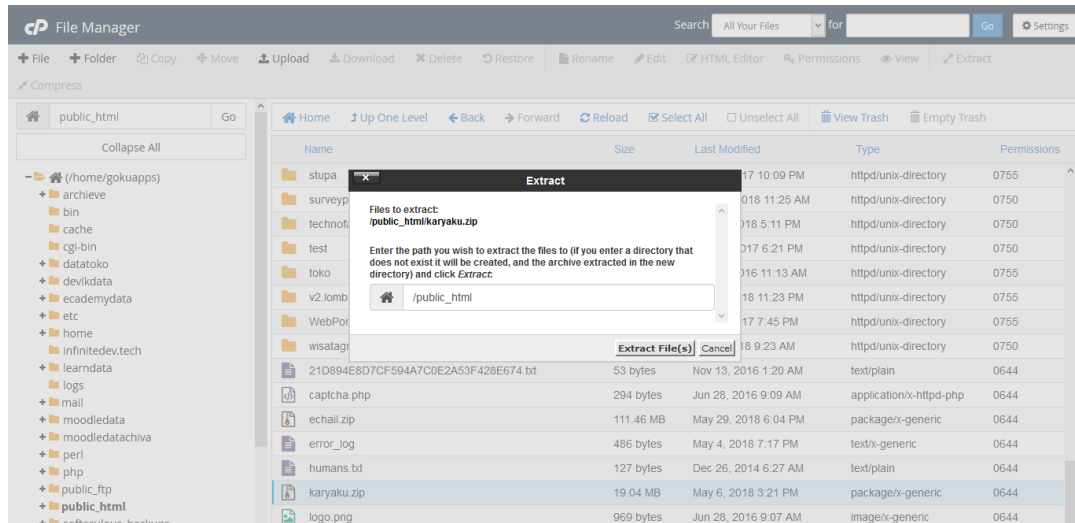 cP File Manager Search All Your Files for Go Settings
File Folder Copy Move Upload Download Delete Restore Rename Edit HTML Editor Permissions View Extract
Compress
public_html Go
Home Up One Level Back Forward Reload Select All Unselect All View Trash Empty Trash
Collapse All
(/home/gokuapps)
archieve
bin
cache
cgi-bin
datatoko
devlkdata
ecademydata
etc
home
infinitedev.tech
learndata
logs
mail
moodledata
moodledatachiva
perl
php
public_ftp
public_html
Name Size Last Modified Type Permissions
stupa 17 10:09 PM httpd/unix-directory 0755
018 11:25 AM httpd/unix-directory 0750
018 5:11 PM httpd/unix-directory 0750
test 017 6:21 PM httpd/unix-directory 0750
toko 016 11:13 AM httpd/unix-directory 0755
18 11:23 PM httpd/unix-directory 0755
17 7:45 PM httpd/unix-directory 0755
18 9:23 AM httpd/unix-directory 0750
21D894E8D7CF594A7C0E2A53F428E674.txt 53 bytes Nov 13, 2016 1:20 AM text/plain 0644
captcha.php 294 bytes Jun 28, 2016 9:09 AM application/x-httpd-php 0644
echail.zip 111.46 MB May 29, 2018 6:04 PM package/x-generic 0644
error_log 486 bytes May 4, 2018 7:17 PM text/x-generic 0644
humans.txt 127 bytes Dec 26, 2014 6:27 AM text/plain 0644
karyaku.zip 19.04 MB May 6, 2018 3:21 PM package/x-generic 0644
logo.png 969 bytes Jun 28, 2016 9:07 AM image/x-generic 0644
Extract
Files to extract:
/public_html/karyaku.zip
Enter the path you wish to extract the files to (if you enter a directory that
does not exist it will be created, and the archive extracted in the new
directory) and click Extract:
/public_html
Extract File(s) Cancel